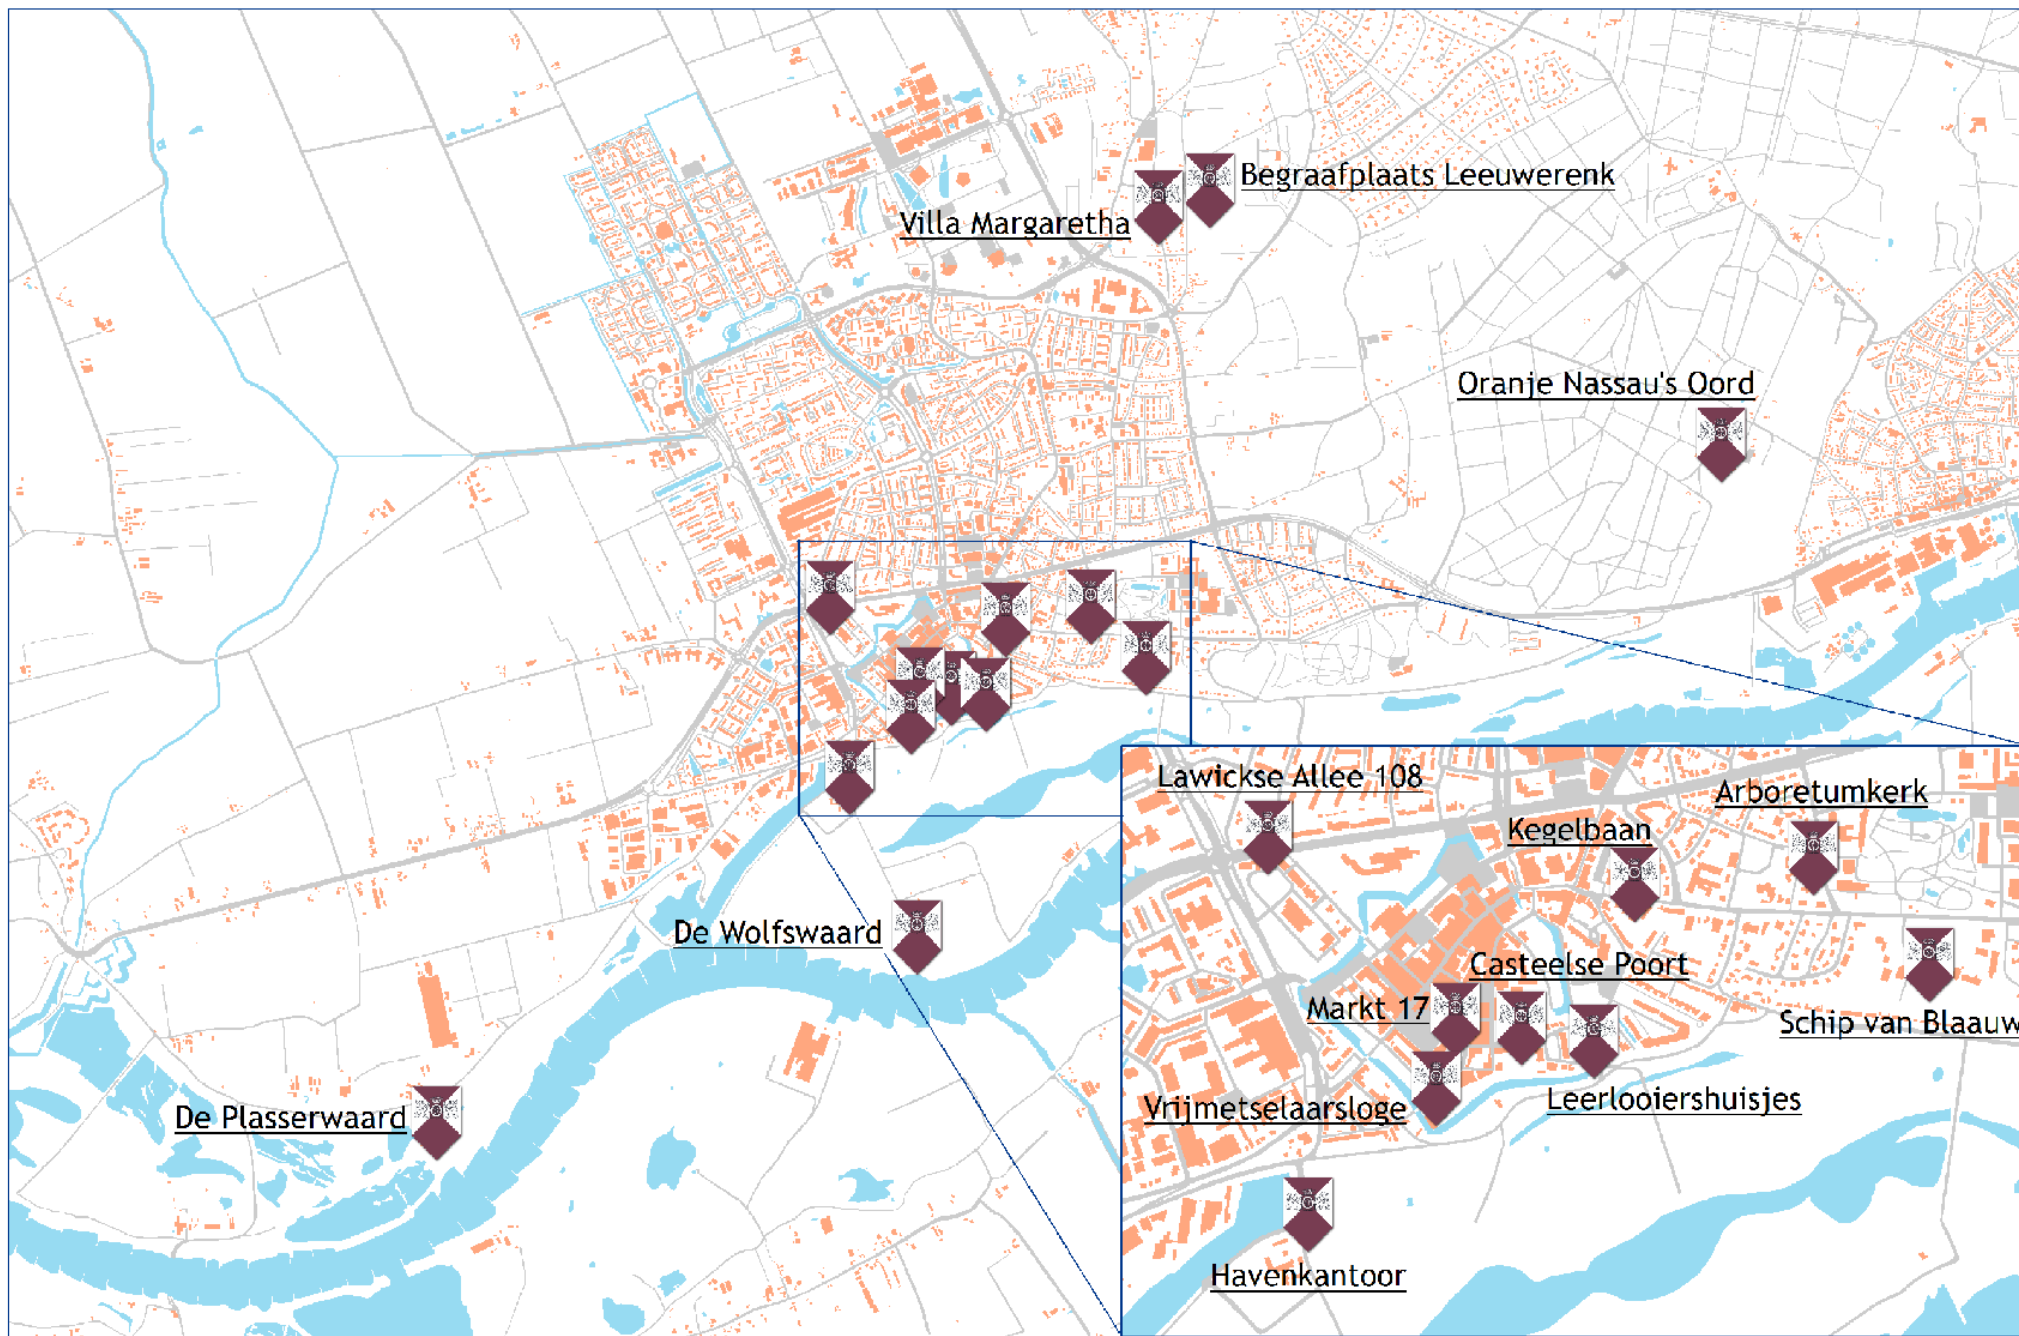 Begraafplaats Leeuwerenk
Villa Margaretha
Oranje Nassau's Oord
Lawickse Allee 108
Arboretumkerk
Kegelbaan
De Wolfswaard
Casteelse Poort
Markt 17
Schip van Blaauw
Leerlooiershuisjes
Vrijmetselaarsloge
De Plasserwaard
Havenkantoor